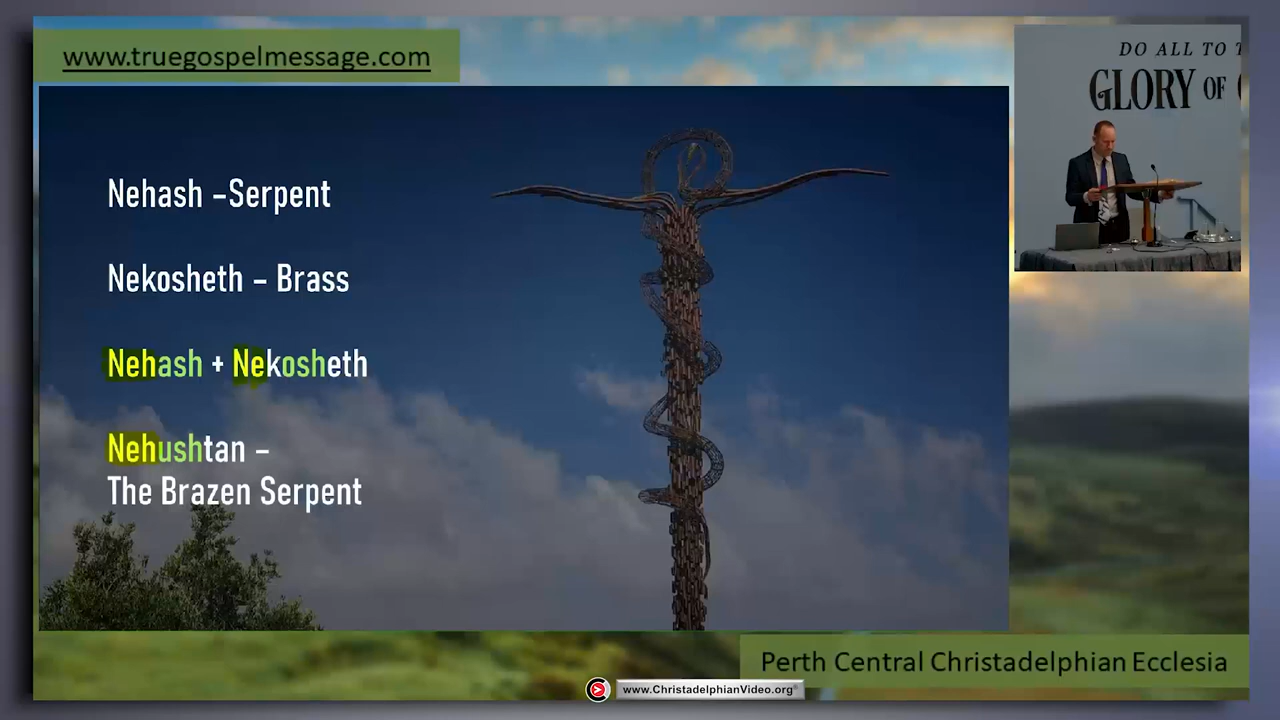 www.truegospelmessage.com
DO ALL TO
GLORY OF
Nehash –Serpent
Nekosheth – Brass
Nehash + Nekosheth
Nehushtan –
The Brazen Serpent
Perth Central Christadelphian Ecclesia
www.ChristadelphianVideo.org